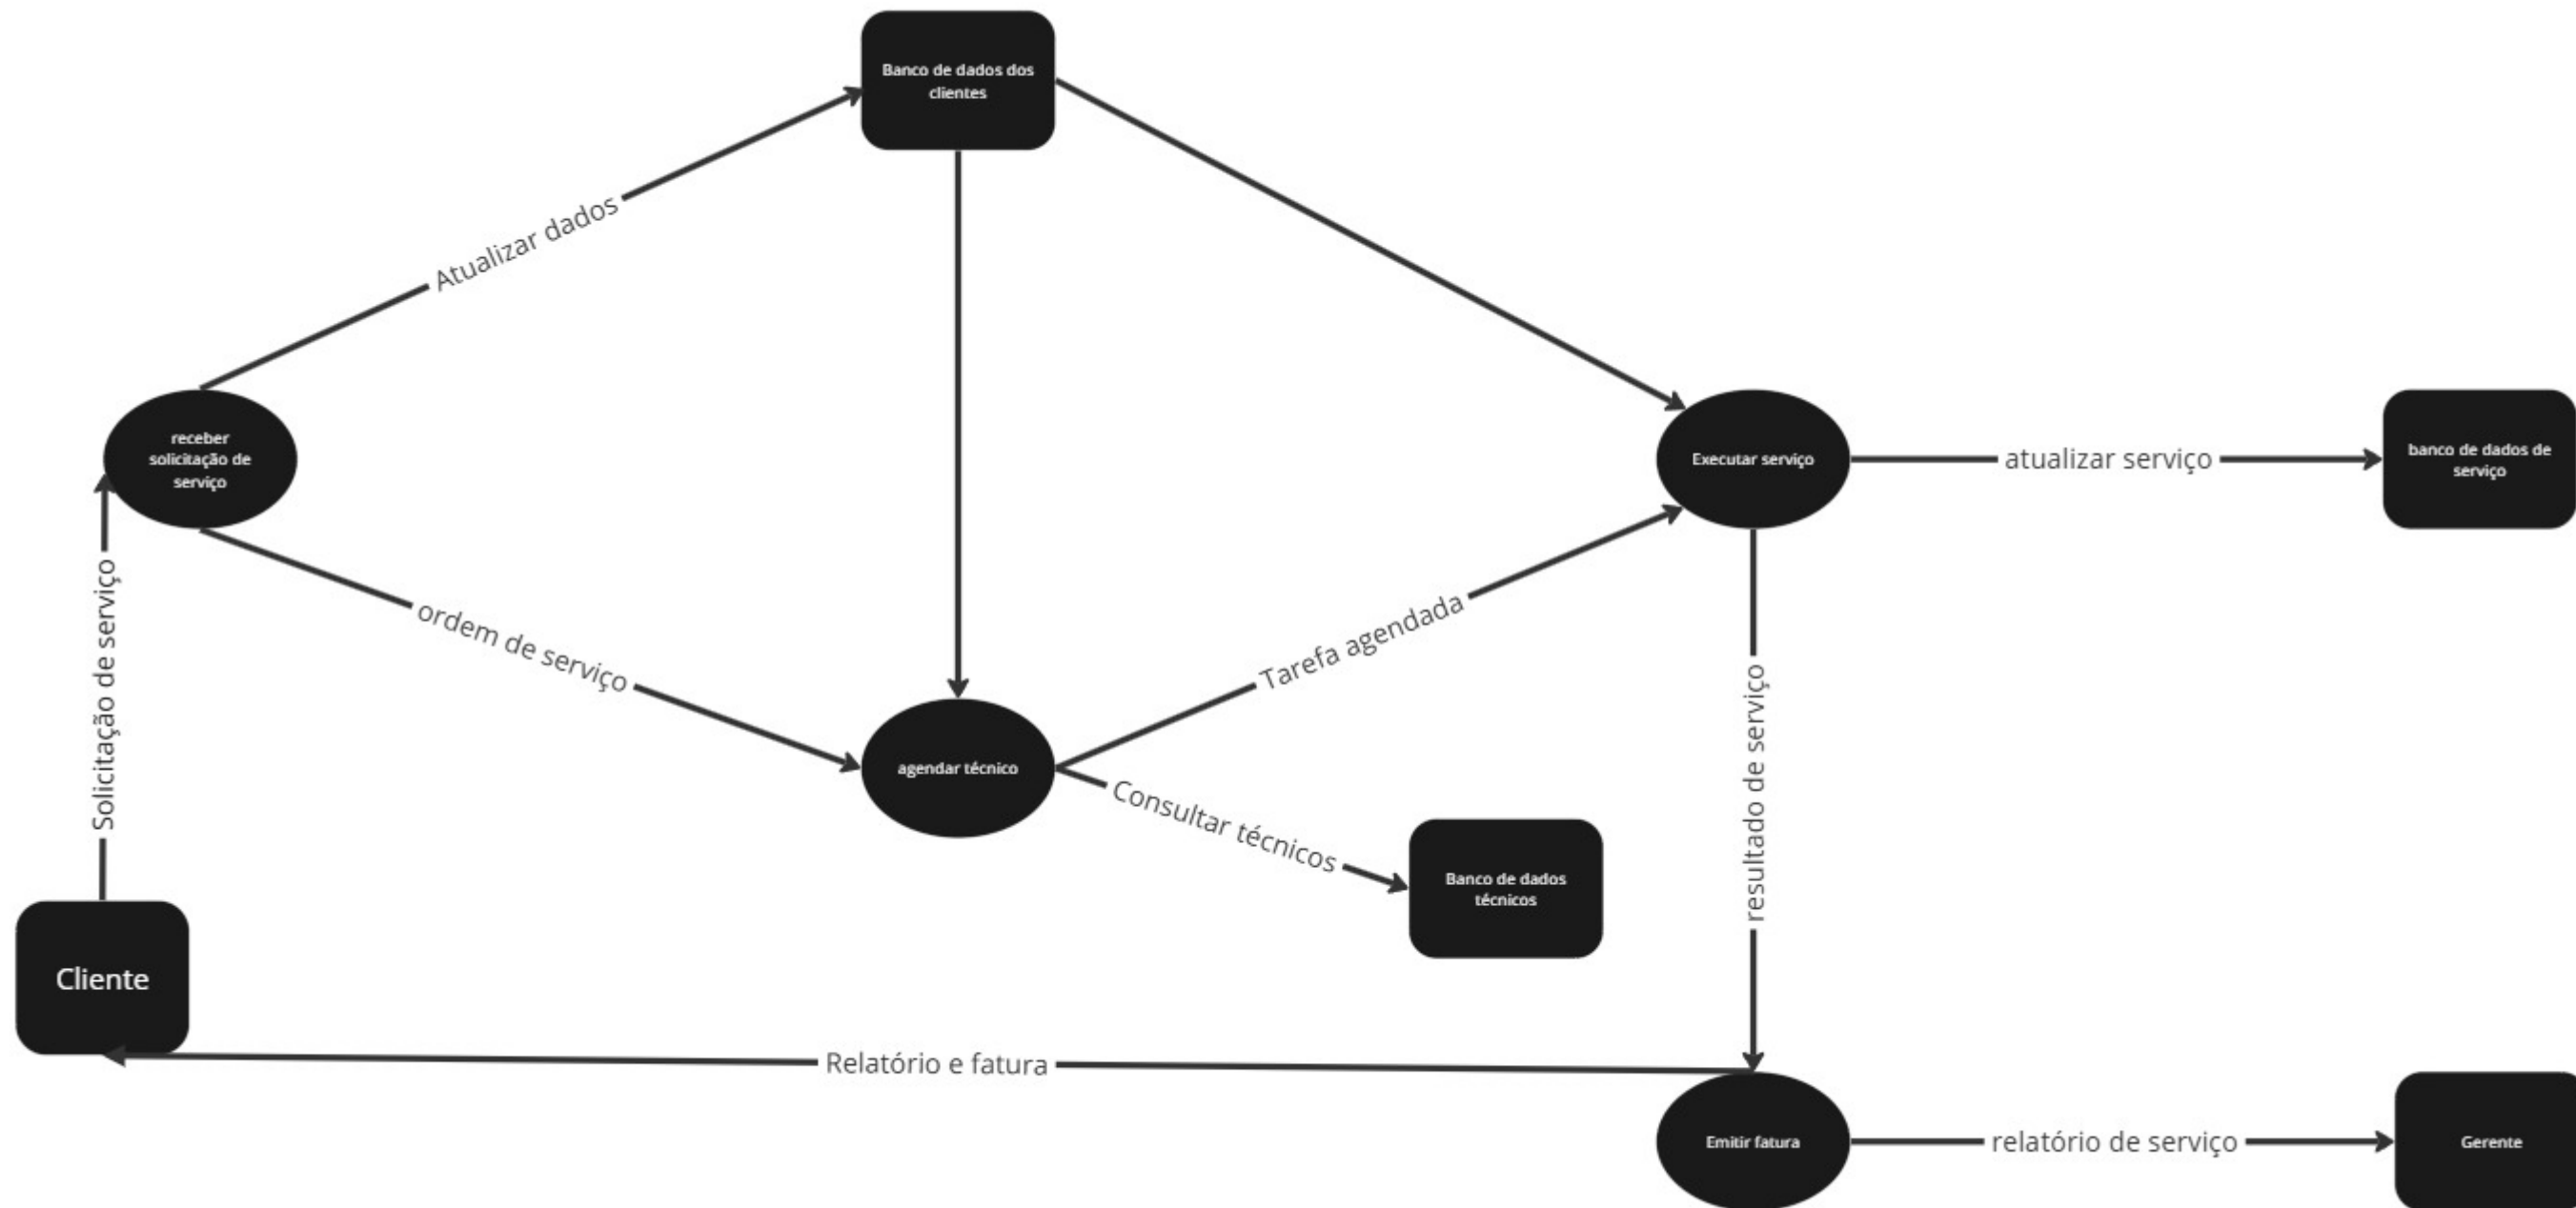 Banco de dados dos
clientes
Atualizar dados
receber
solicitação de
serviço
Executar serviço
atualizar serviço
banco de dados de
serviço
Solicitação de serviço
ordem de serviço
Tarefa agendada
agendar técnico
Consultar técnicos
resultado de serviço
Banco de dados
técnicos
Cliente
Relatório e fatura
Emitir fatura
relatório de serviço
Gerente